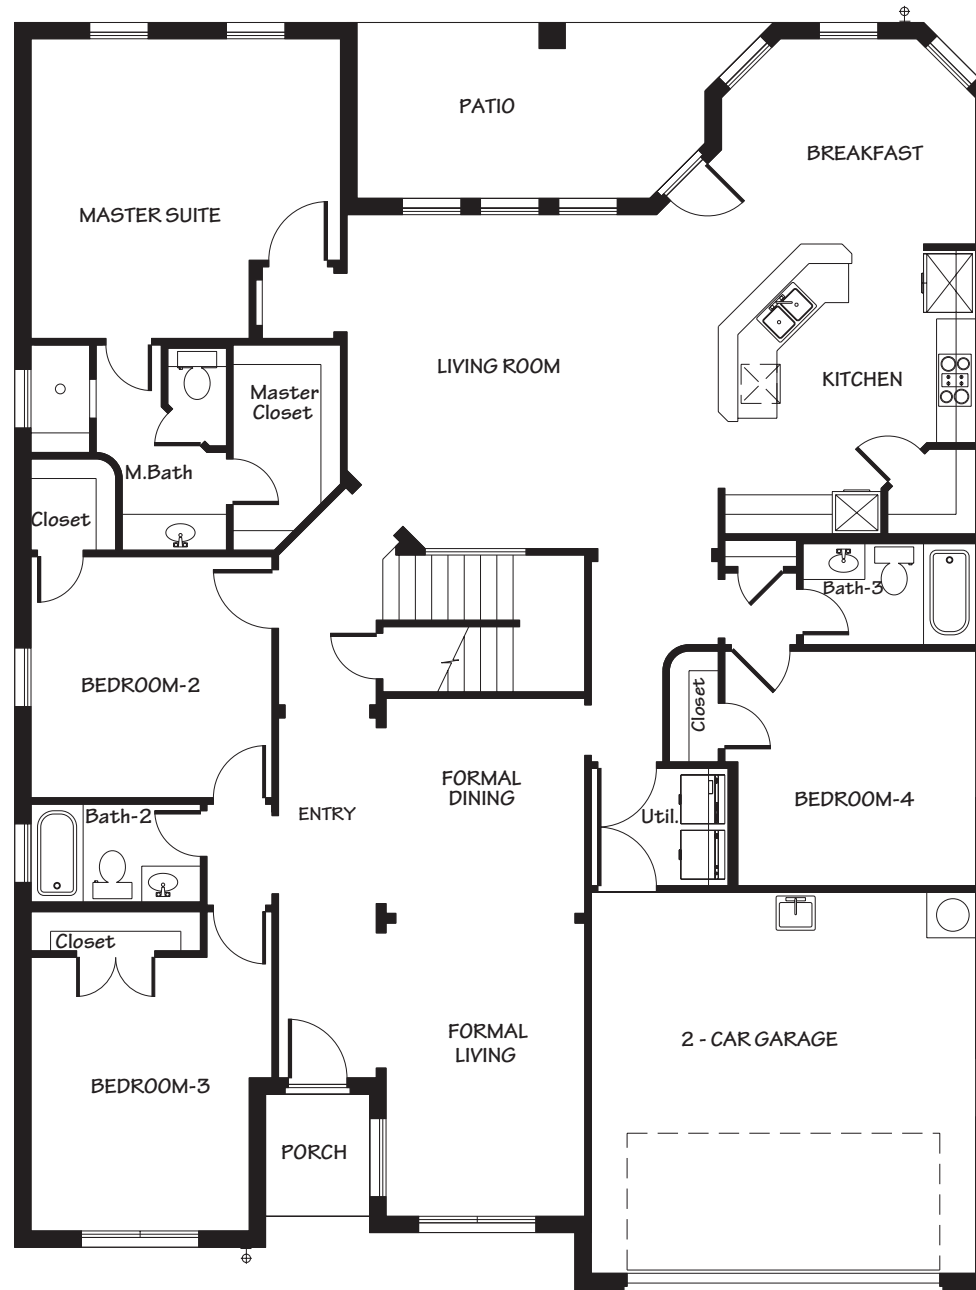 PATIO
BREAKFAST
MASTER SUITE
LIVING ROOM
KITCHEN
Master
Closet
M.Bath
Closet
Bath-3
BEDROOM-2
Closet
FORMAL
DINING
BEDROOM-4
ENTRY
Bath-2
Util.
Closet
FORMAL
LIVING
2 - CAR GARAGE
BEDROOM-3
PORCH